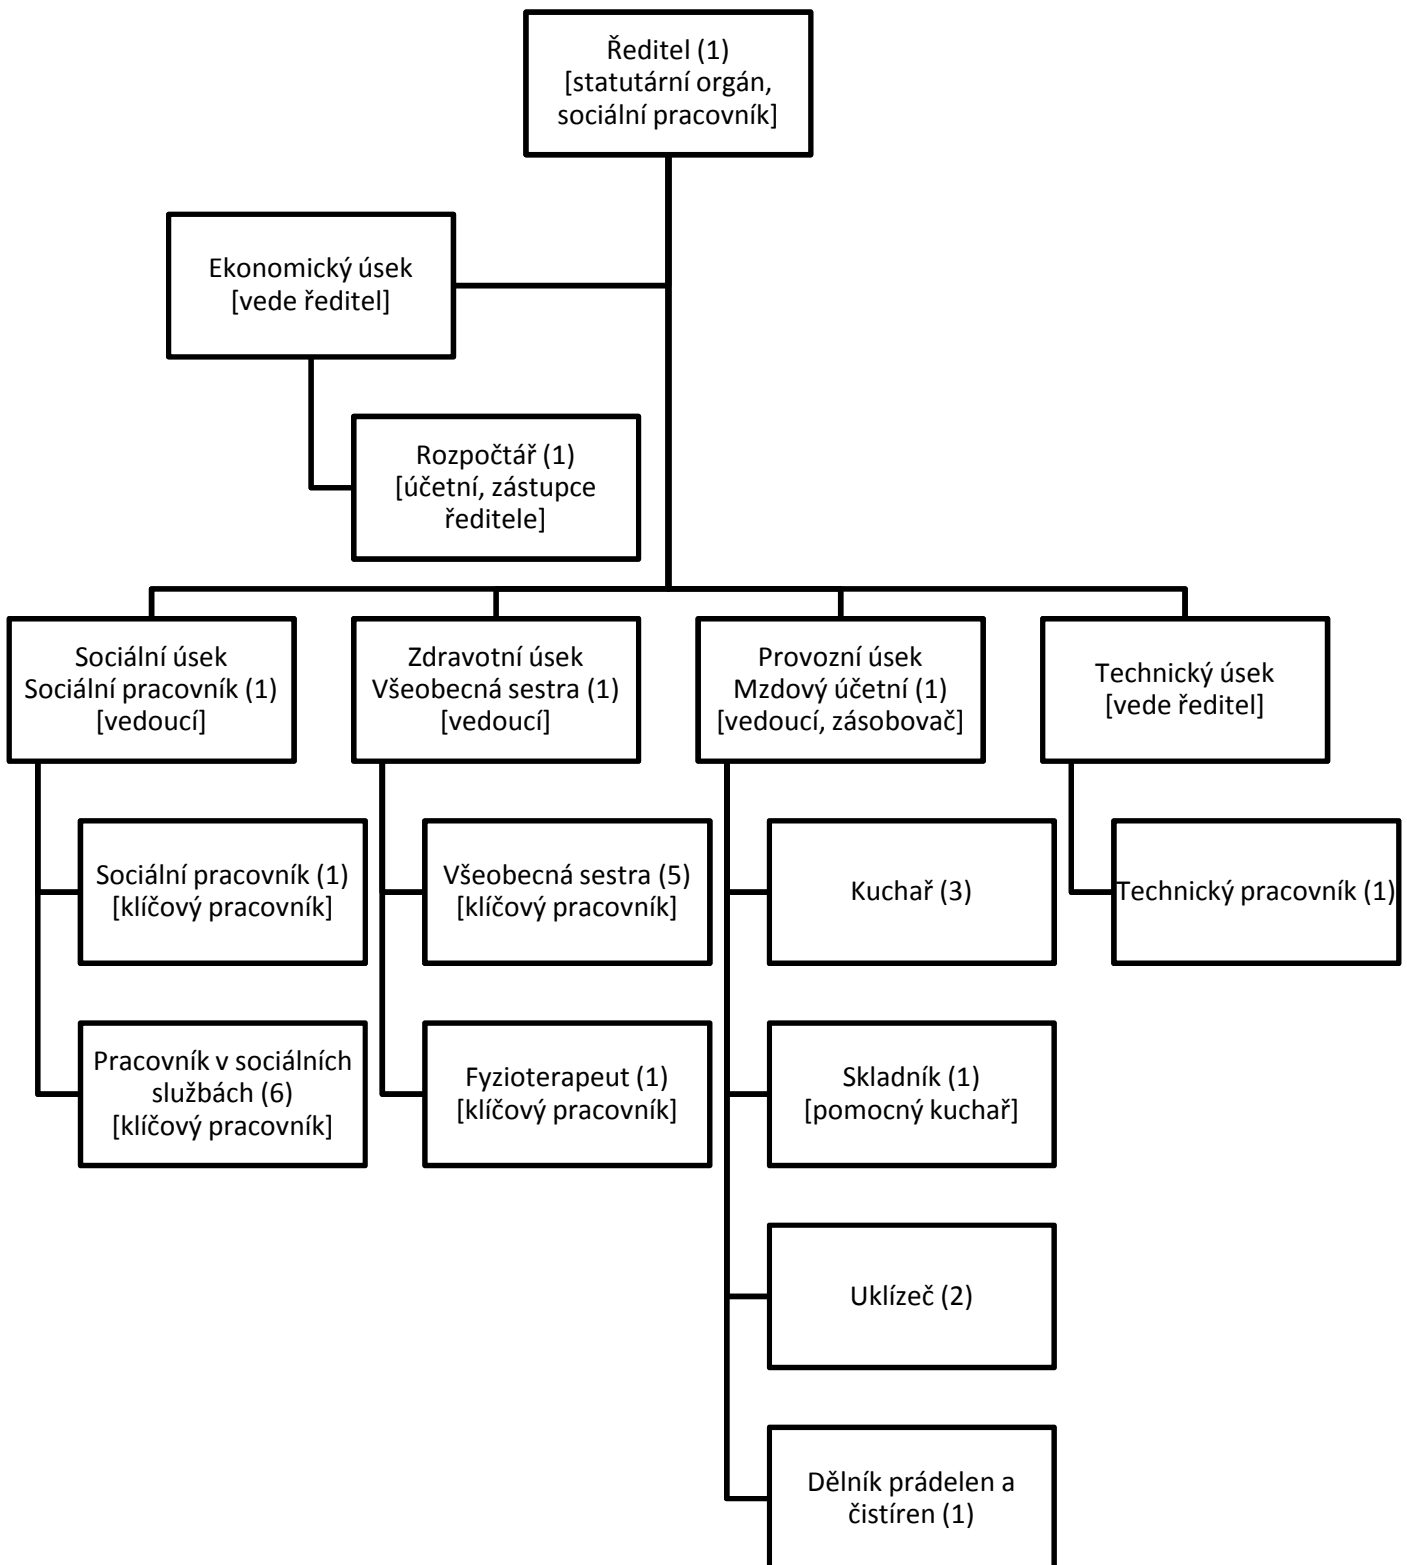 Ředitel (1)
[statutární orgán,
sociální pracovník]
Ekonomický úsek
[vede ředitel]
Rozpočtář (1)
[účetní, zástupce
ředitele]
Sociální úsek
Sociální pracovník (1)
[vedoucí]
Zdravotní úsek
Všeobecná sestra (1)
[vedoucí]
Provozní úsek
Mzdový účetní (1)
[vedoucí, zásobovač]
Technický úsek
[vede ředitel]
Sociální pracovník (1)
[klíčový pracovník]
Všeobecná sestra (5)
[klíčový pracovník]
Kuchař (3)
Technický pracovník (1)
Pracovník v sociálních
službách (6)
[klíčový pracovník]
Fyzioterapeut (1)
[klíčový pracovník]
Skladník (1)
[pomocný kuchař]
Uklízeč (2)
Dělník prádelen a
čistíren (1)